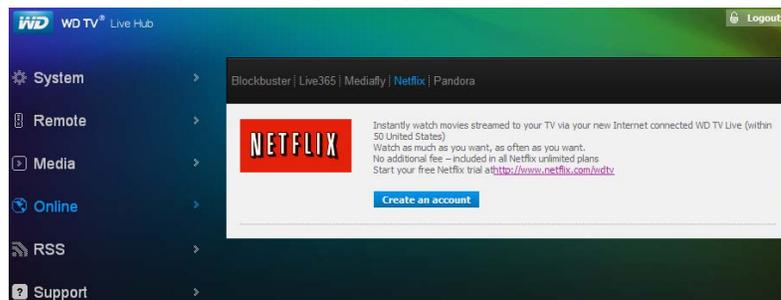 WD WD TV® Live Hub
Logout
System
Remote
Media
Online
RSS
Support
Blockbuster | Live365 | Mediafly | Netflix | Pandora
NETFLIX
Instantly watch movies streamed to your TV via your new Internet connected WD TV Live (within
50 United States)
Watch as much as you want, as often as you want.
No additional fee – included in all Netflix unlimited plans
Start your free Netflix trial athttp://www.netflix.com/wdtv
Create an account